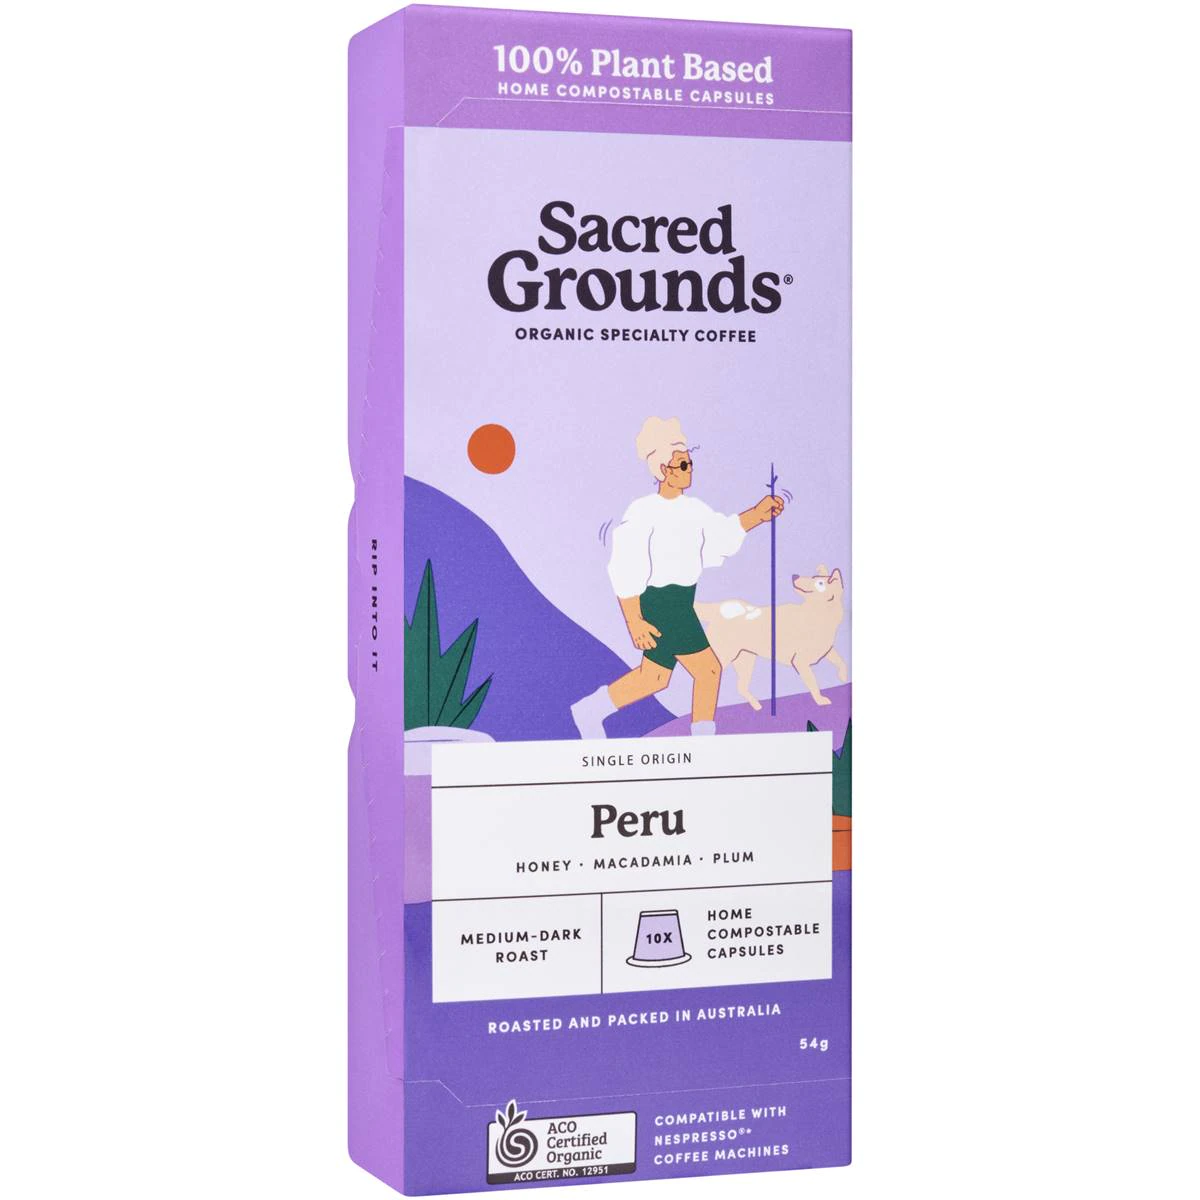 100% Plant Based
HOME COMPOSTABLE CAPSULES
Sacred
Grounds®
ORGANIC SPECIALTY COFFEE
RIP INTO IT
SINGLE ORIGIN
Peru
HONEY · MACADAMIA · PLUM
MEDIUM-DARK
ROAST
10X
HOME
COMPOSTABLE
CAPSULES
ROASTED AND PACKED IN AUSTRALIA
54g
ACO
Certified
Organic
ACO CERT. NO. 12951
COMPATIBLE WITH
NESPRESSO®*
COFFEE MACHINES